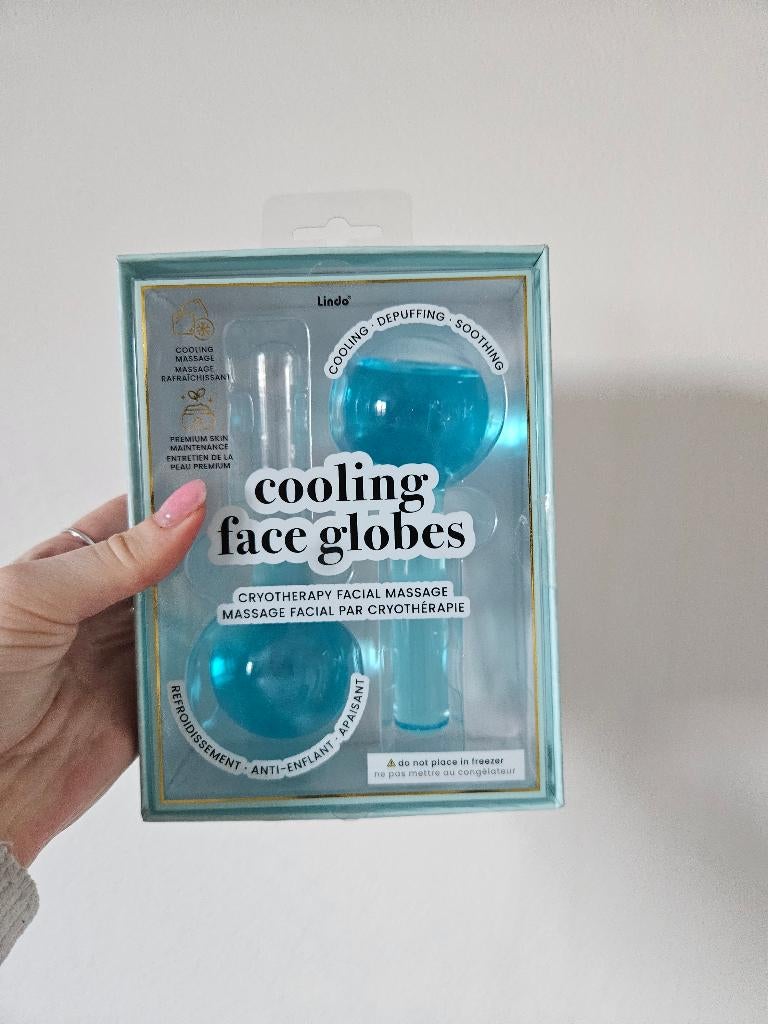 Lindo®
COOLING · DEPUFFING · SOOTHING
COOLING
MASSAGE
MASSAGE
RAFRAÎCHISSANT
PREMIUM SKIN
MAINTENANCE
ENTRETIEN DE LA
PEAU PREMIUM
cooling
face globes
CRYOTHERAPY FACIAL MASSAGE
MASSAGE FACIAL PAR CRYOTHÉRAPIE
REFROIDISSEMENT · ANTI-ENFLANT · APAISANT
⚠ do not place in freezer
ne pas mettre au congélateur